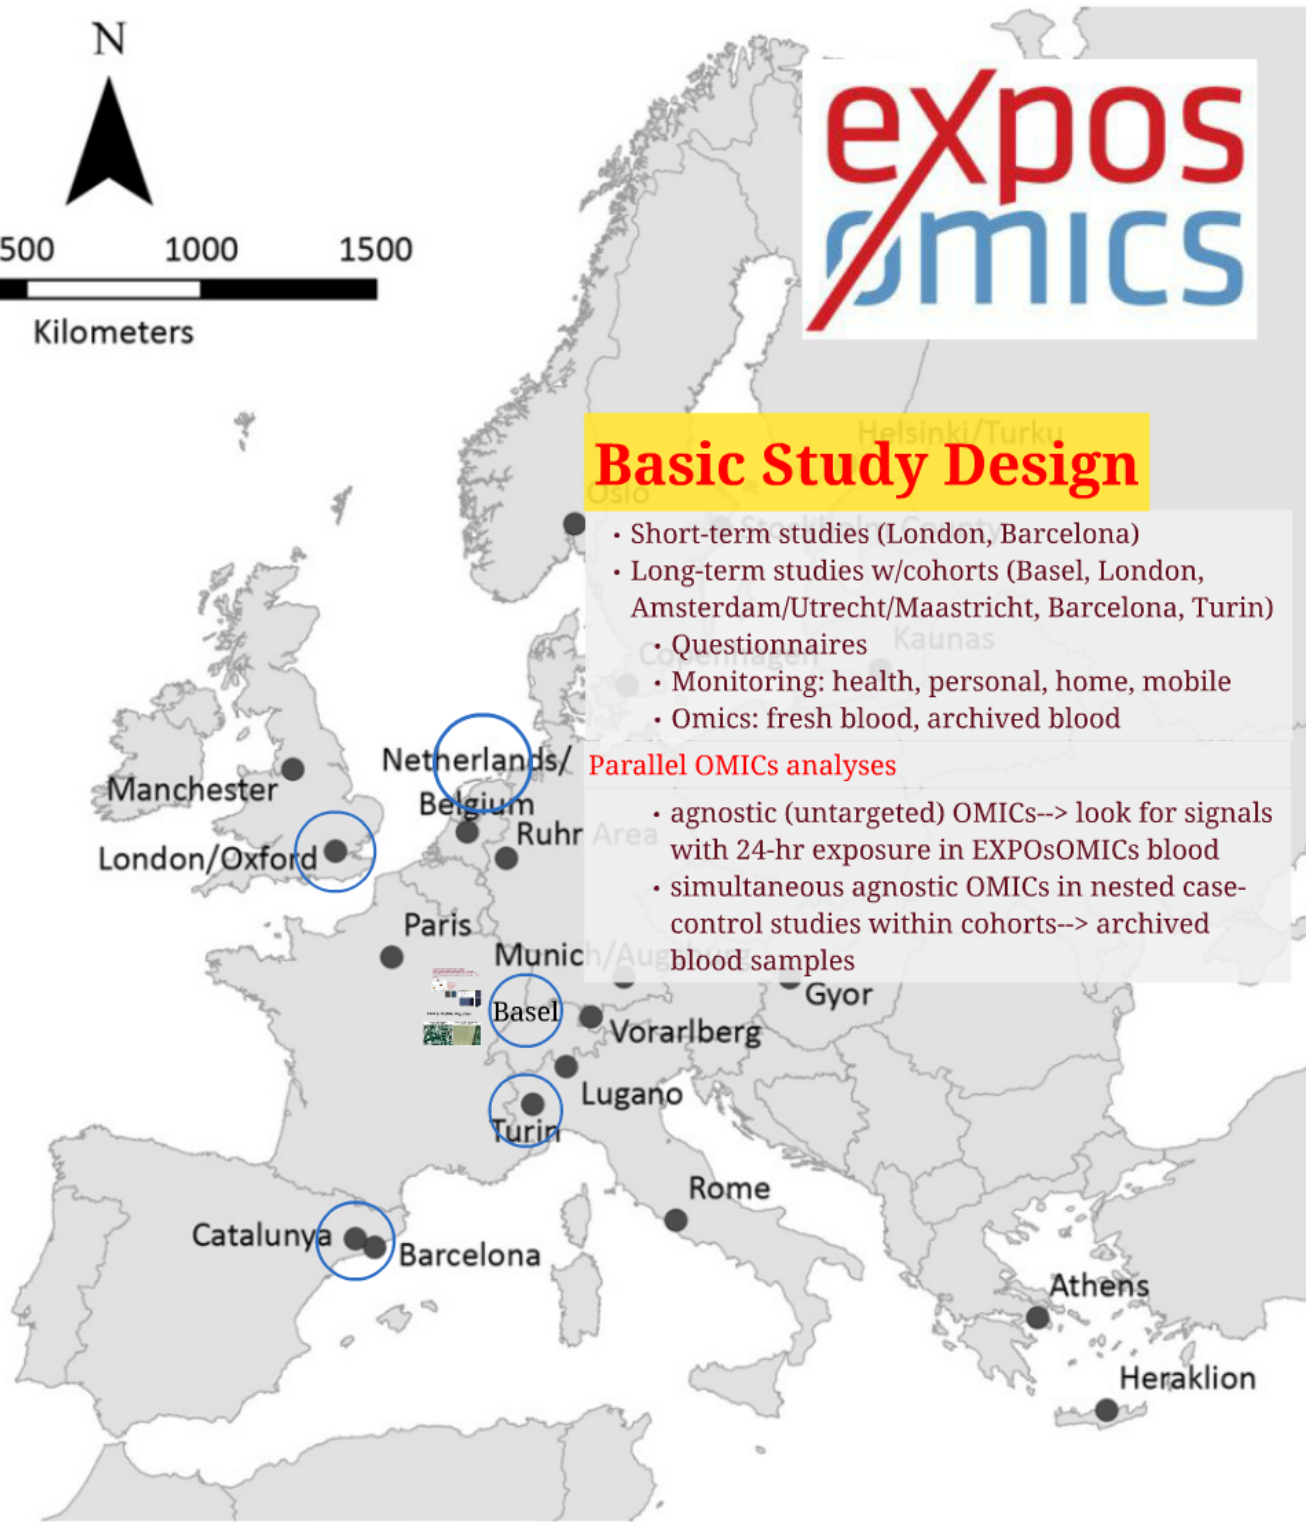 N
500 1000 1500
Kilometers
expos
omics
Helsinki/Turku
Basic Study Design
Oslo
Stockholm County
• Short-term studies (London, Barcelona)
• Long-term studies w/cohorts (Basel, London,
Amsterdam/Utrecht/Maastricht, Barcelona, Turin)
Kaunas
• Questionnaires
Copenhagen
• Monitoring: health, personal, home, mobile
• Omics: fresh blood, archived blood
Netherlands/
Belgium
Parallel OMICs analyses
Manchester
• agnostic (untargeted) OMICs--> look for signals
with 24-hr exposure in EXPOsOMICs blood
Ruhr Area
London/Oxford
• simultaneous agnostic OMICs in nested case-
control studies within cohorts--> archived
blood samples
Paris
Munich/Augsburg
Gyor
Basel
Vorarlberg
Lugano
Turin
Rome
Catalunya
Barcelona
Athens
Heraklion